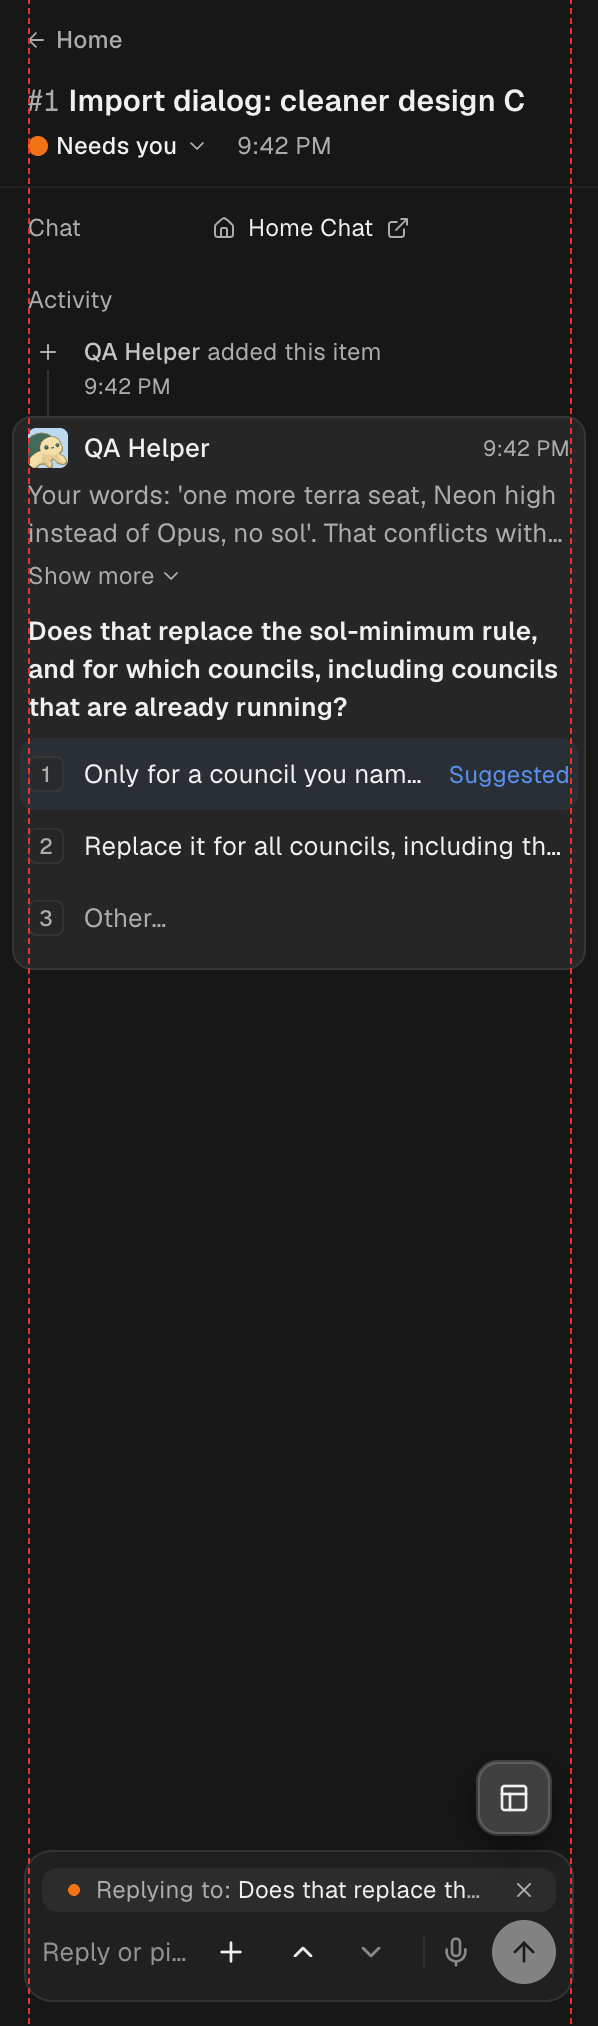 Home
#1 Import dialog: cleaner design C
Needs you 9:42 PM
Chat Home Chat
Activity
QA Helper added this item
9:42 PM
QA Helper 9:42 PM
Your words: 'one more terra seat, Neon high
instead of Opus, no sol'. That conflicts with…
Show more
Does that replace the sol-minimum rule,
and for which councils, including councils
that are already running?
1 Only for a council you nam… Suggested
2 Replace it for all councils, including th…
3 Other…
Replying to: Does that replace th…
Reply or pi…